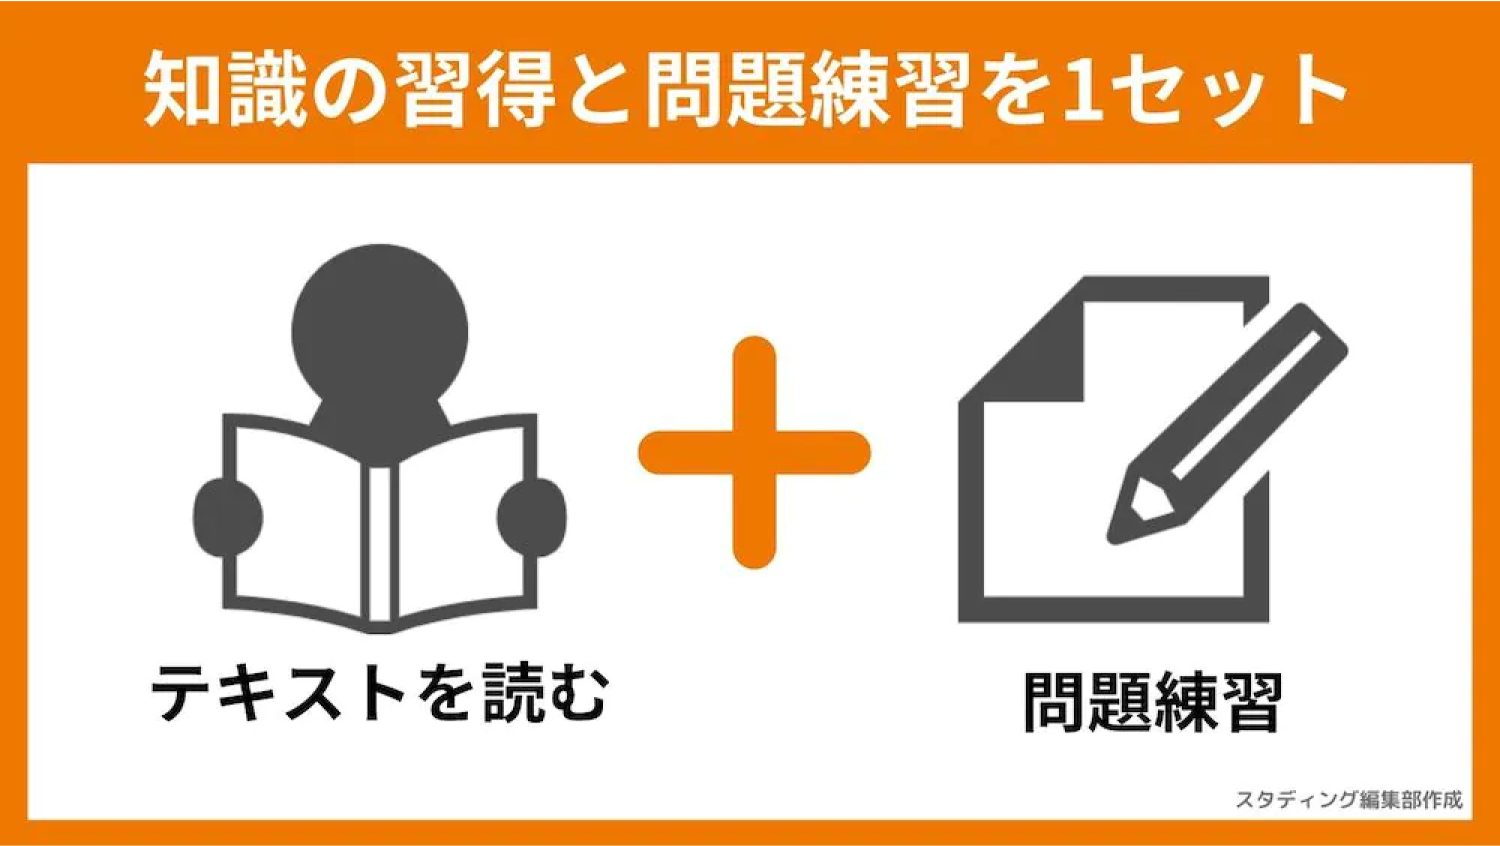 知識の習得と問題練習を1セット
テキストを読む
問題練習
スタディング編集部作成